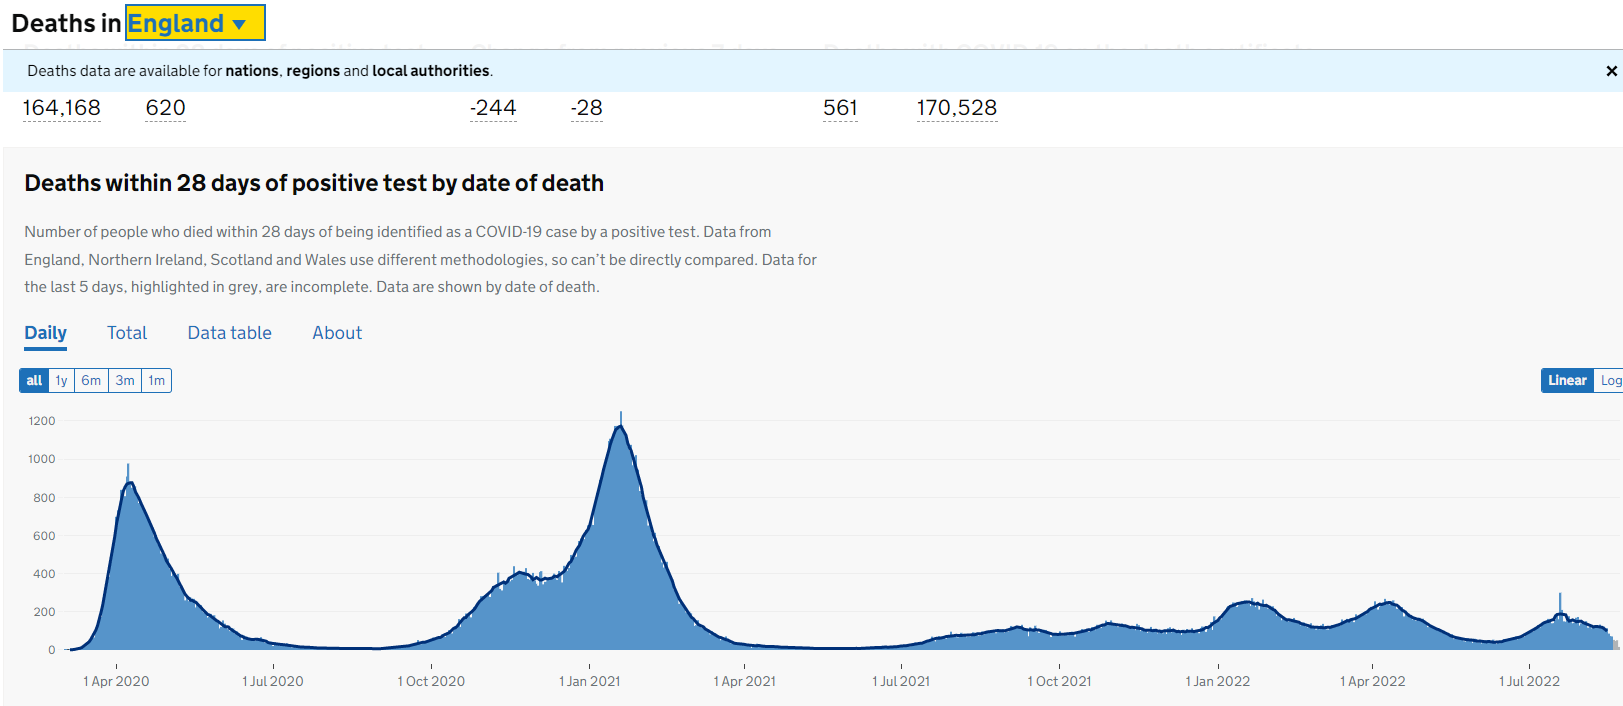 Deaths in England
Deaths data are available for nations, regions and local authorities.
164,168 620 -244 -28 561 170,528
Deaths within 28 days of positive test by date of death
Number of people who died within 28 days of being identified as a COVID-19 case by a positive test. Data from
England, Northern Ireland, Scotland and Wales use different methodologies, so can't be directly compared. Data for
the last 5 days, highlighted in grey, are incomplete. Data are shown by date of death.
Daily Total Data table About
all 1y 6m 3m 1m Linear Log
1200
1000
800
600
400
200
0
1 Apr 2020 1 Jul 2020 1 Oct 2020 1 Jan 2021 1 Apr 2021 1 Jul 2021 1 Oct 2021 1 Jan 2022 1 Apr 2022 1 Jul 2022